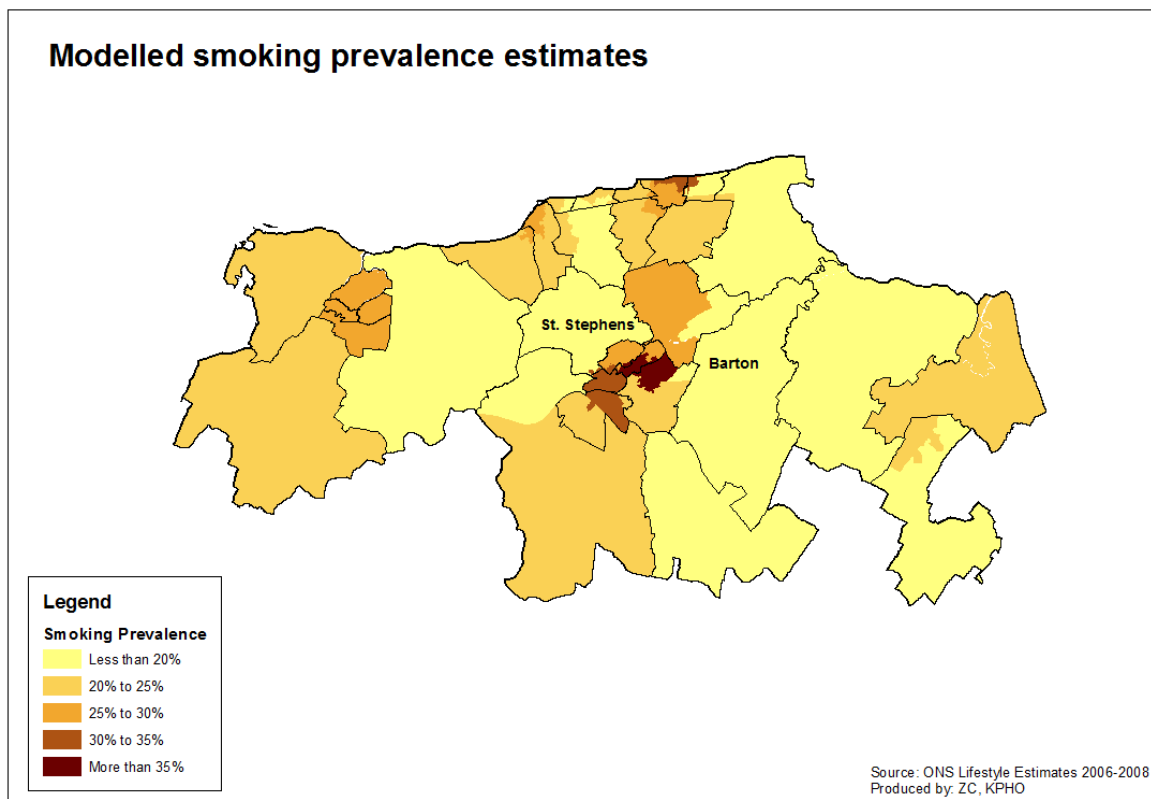 Modelled smoking prevalence estimates
St. Stephens
Barton
Legend
Smoking Prevalence
Less than 20%
20% to 25%
25% to 30%
30% to 35%
More than 35%
Source: ONS Lifestyle Estimates 2006-2008
Produced by: ZC, KPHO